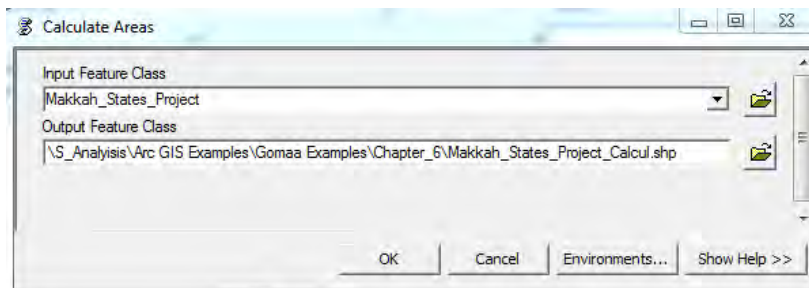 Calculate Areas
Input Feature Class
Makkah_States_Project
Output Feature Class
\S_Analyisis\Arc GIS Examples\Gomaa Examples\Chapter_6\Makkah_States_Project_Calcul.shp
OK Cancel Environments... Show Help >>